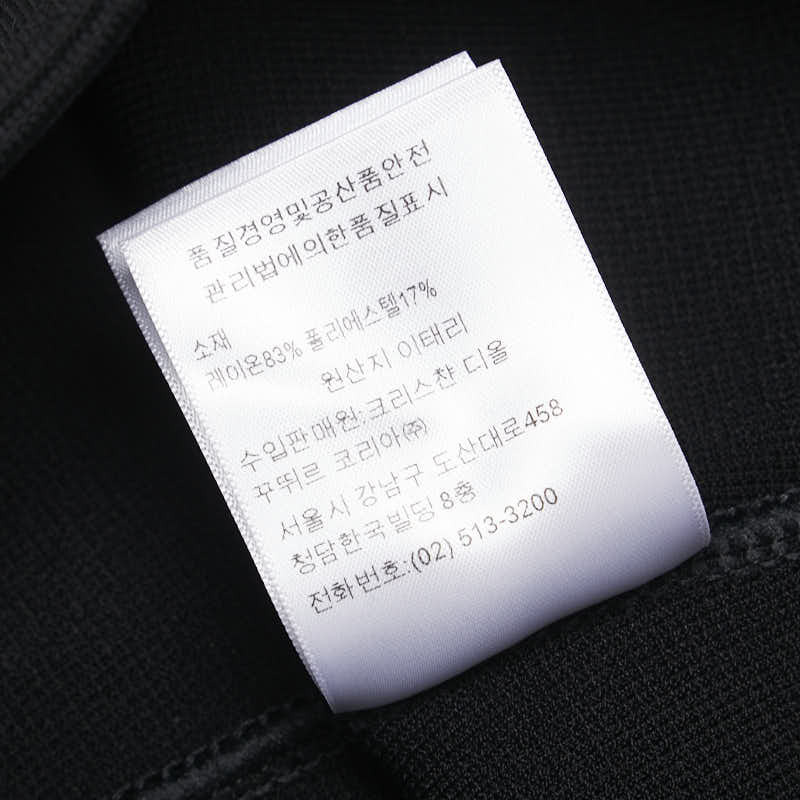 품질경영및공산품안전
관리법에의한품질표시
소재
레이온83% 폴리에스텔17%
원산지 이태리
수입판매원:크리스챤 디올
꾸뛰르 코리아㈜
서울시 강남구 도산대로458
청담한국빌딩 8층
전화번호:(02) 513-3200